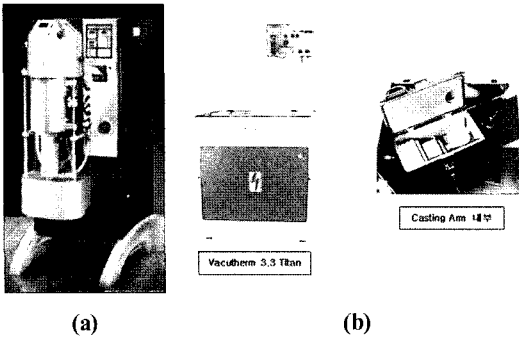 Vacutherm 3,3 Titan
Casting Arm 내부
(a)
(b)